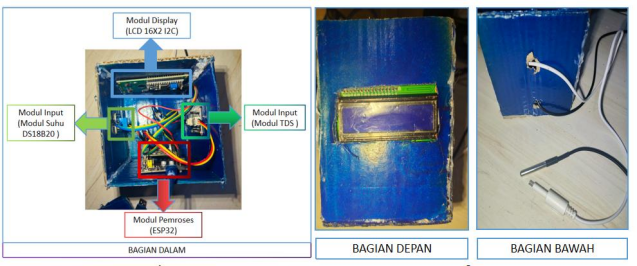 Modul Display
(LCD 16X2 I2C)
Modul Input
(Modul Suhu
DS18B20 )
Modul Input
(Modul TDS)
Modul Pemroses
(ESP32)
BAGIAN DALAM
BAGIAN DEPAN
BAGIAN BAWAH